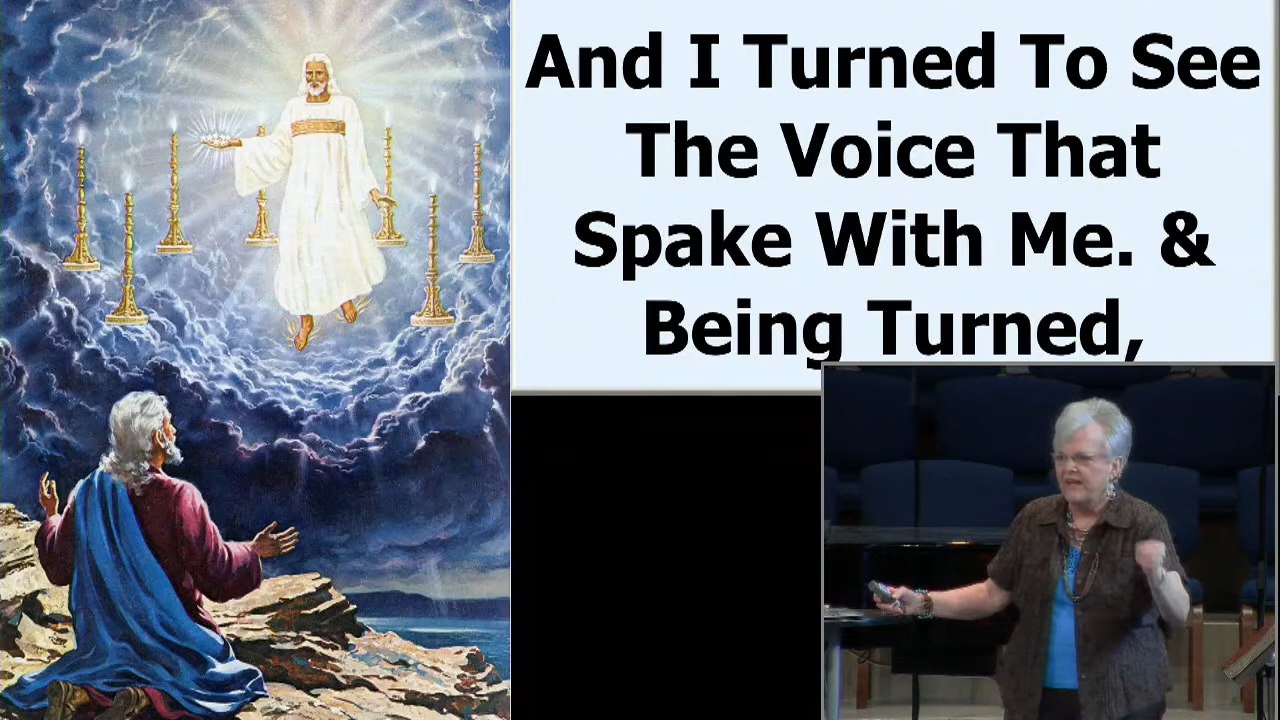 And I Turned To See
The Voice That
Spake With Me. &
Being Turned,